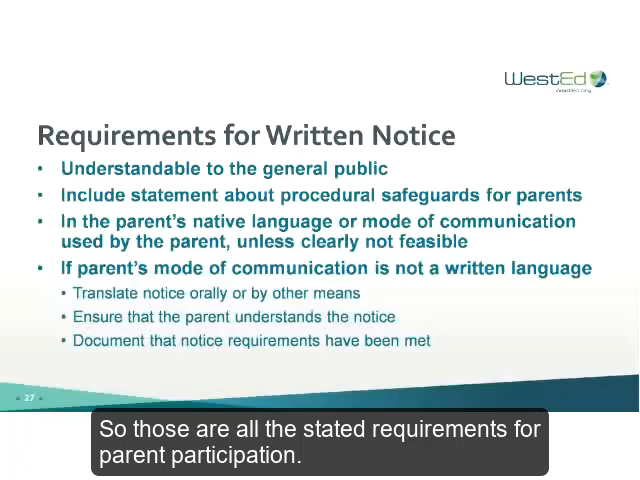 WestEd
WestEd.org
Requirements for Written Notice
• Understandable to the general public
• Include statement about procedural safeguards for parents
• In the parent's native language or mode of communication
used by the parent, unless clearly not feasible
• If parent's mode of communication is not a written language
• Translate notice orally or by other means
• Ensure that the parent understands the notice
• Document that notice requirements have been met
27
So those are all the stated requirements for
parent participation.